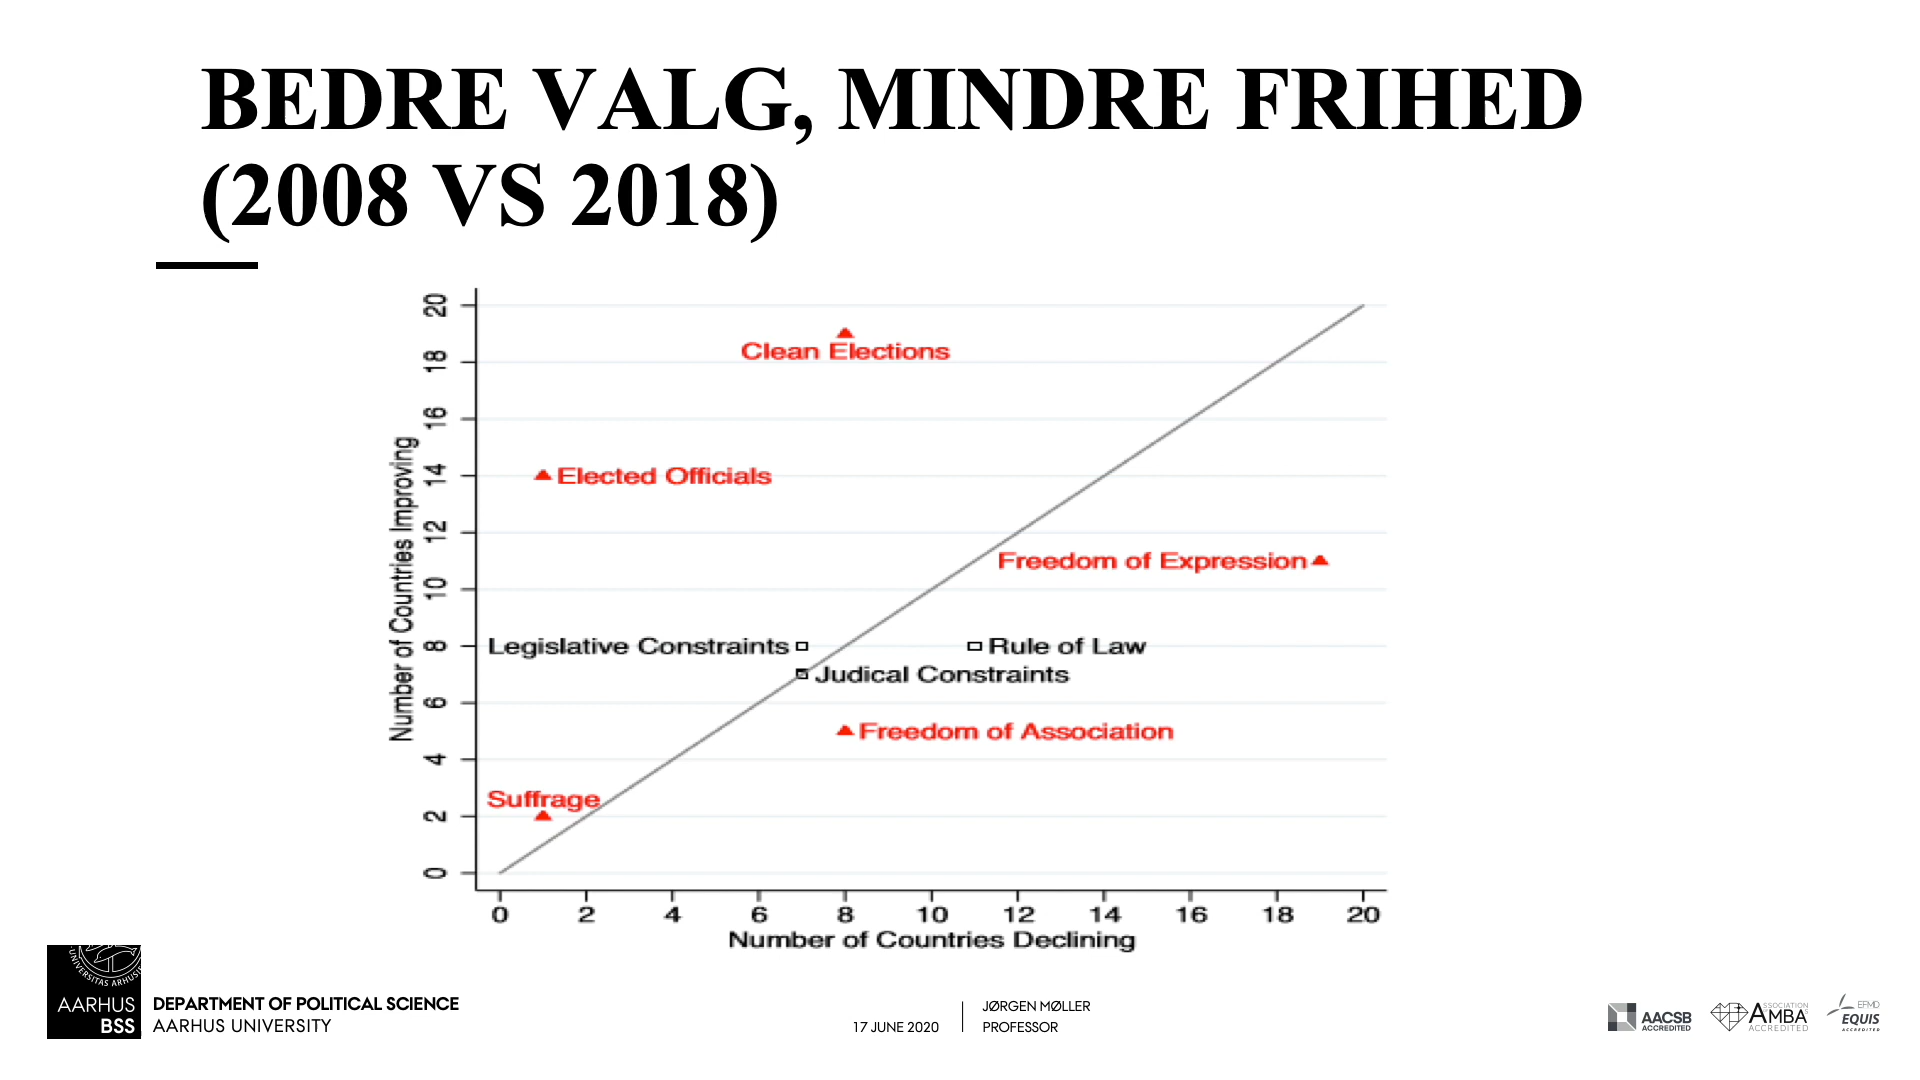 BEDRE VALG, MINDRE FRIHED
(2008 VS 2018)
20
18
16
14
12
10
8
6
4
2
0
Number of Countries Improving
Clean Elections
Elected Officials
Freedom of Expression
Legislative Constraints
Rule of Law
Judical Constraints
Freedom of Association
Suffrage
0 2 4 6 8 10 12 14 16 18 20
Number of Countries Declining
AARHUS
BSS
DEPARTMENT OF POLITICAL SCIENCE
AARHUS UNIVERSITY
17 JUNE 2020
JØRGEN MØLLER
PROFESSOR
AACSB
ACCREDITED
ASSOCIATION
AMBA
ACCREDITED
EFMD
EQUIS
ACCREDITED